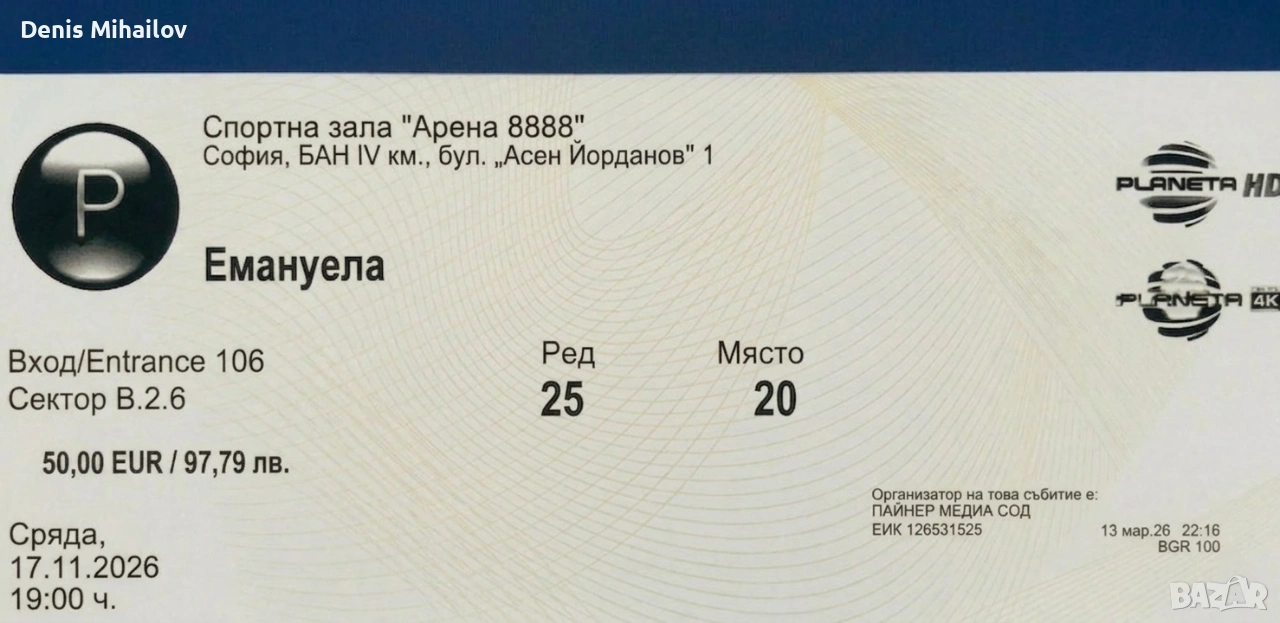 Denis Mihailov
P
Спортна зала "Арена 8888"
София, БАН IV км., бул. „Асен Йорданов" 1
PLANETA HD
Емануела
PLANETA 4K
Вход/Entrance 106
Сектор B.2.6
Ред
Място
25
20
50,00 EUR / 97,79 лв.
Организатор на това събитие е:
ПАЙНЕР МЕДИА СОД
ЕИК 126531525
13 мар.26 22:16
BGR 100
Сряда,
17.11.2026
19:00 ч.
BAZAR